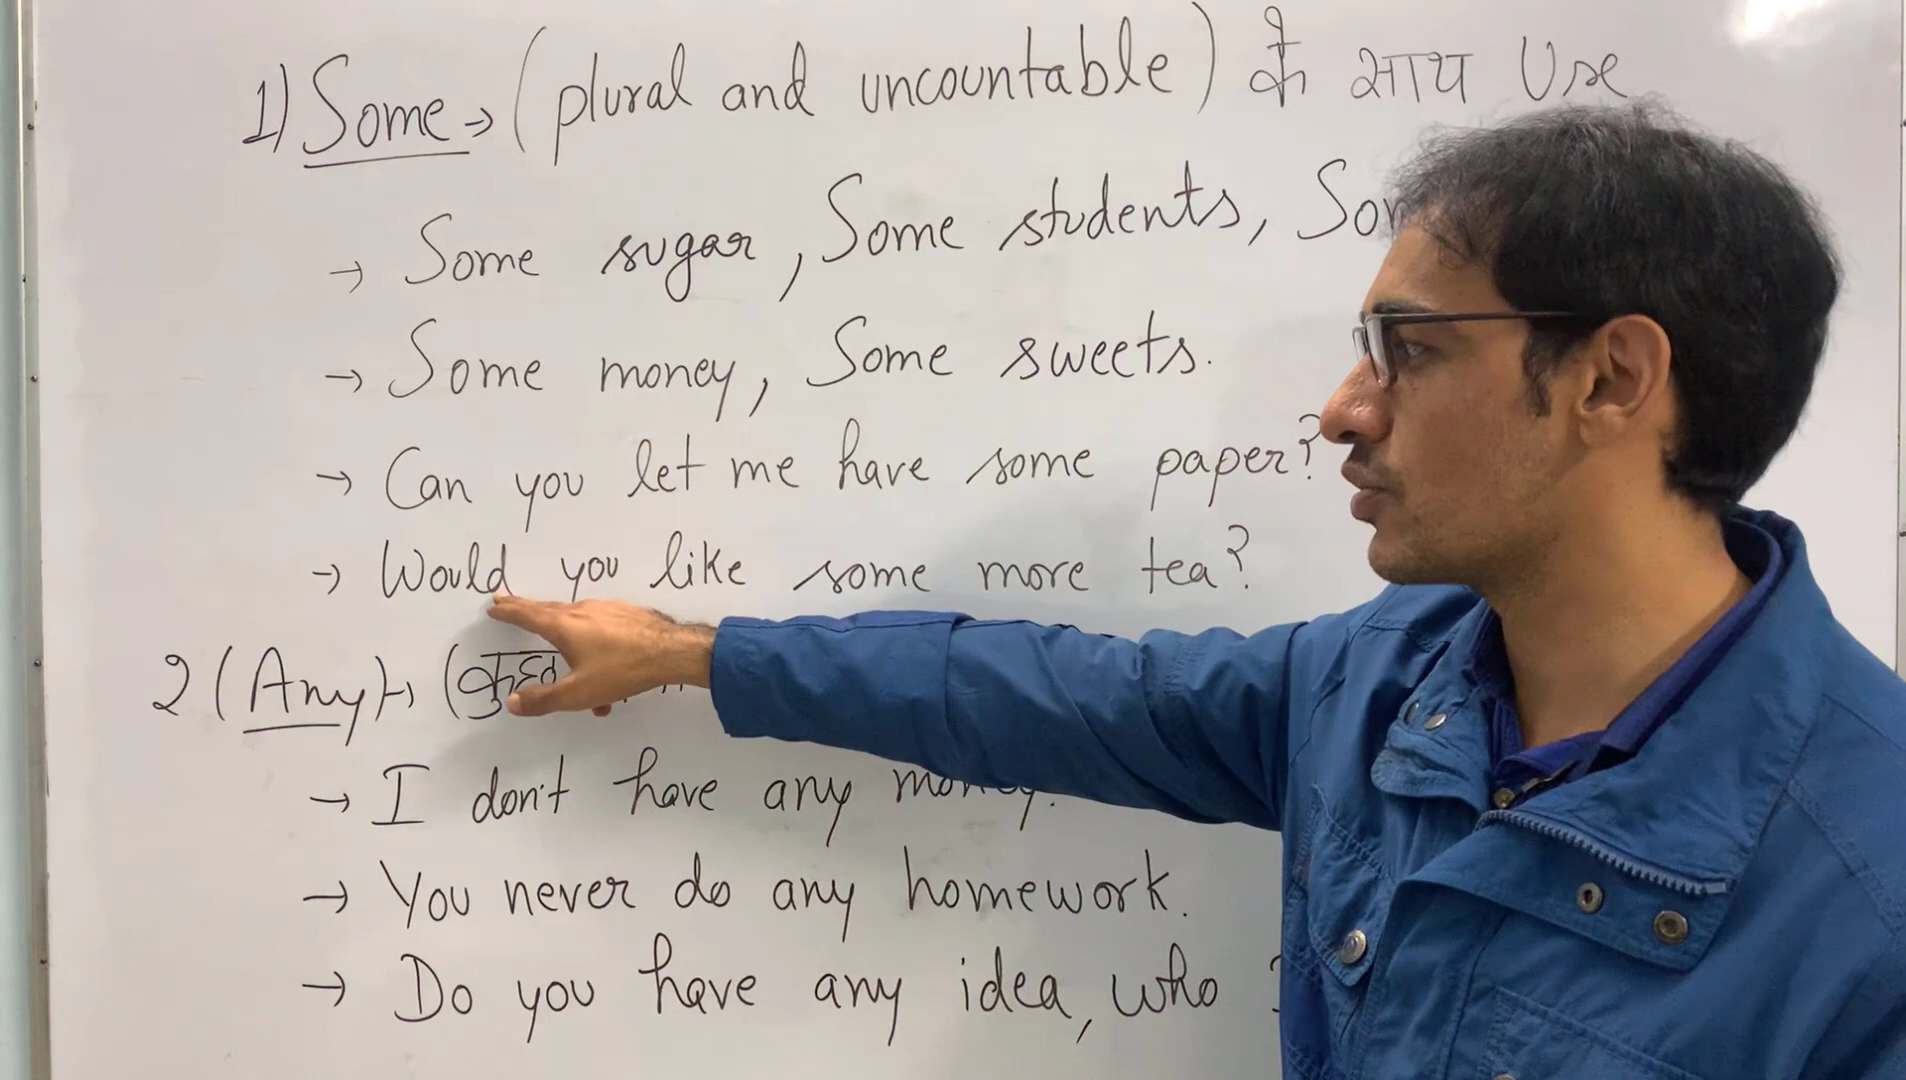 1) Some → (plural and uncountable) के साथ Use
→ Some sugar, Some students,
→ Some money, Some sweets.
→ Can you let me have some paper?
→ Would you like some more tea?
2 (Any) → (
→ I don't have any money.
→ You never do any homework.
→ Do you have any idea, who